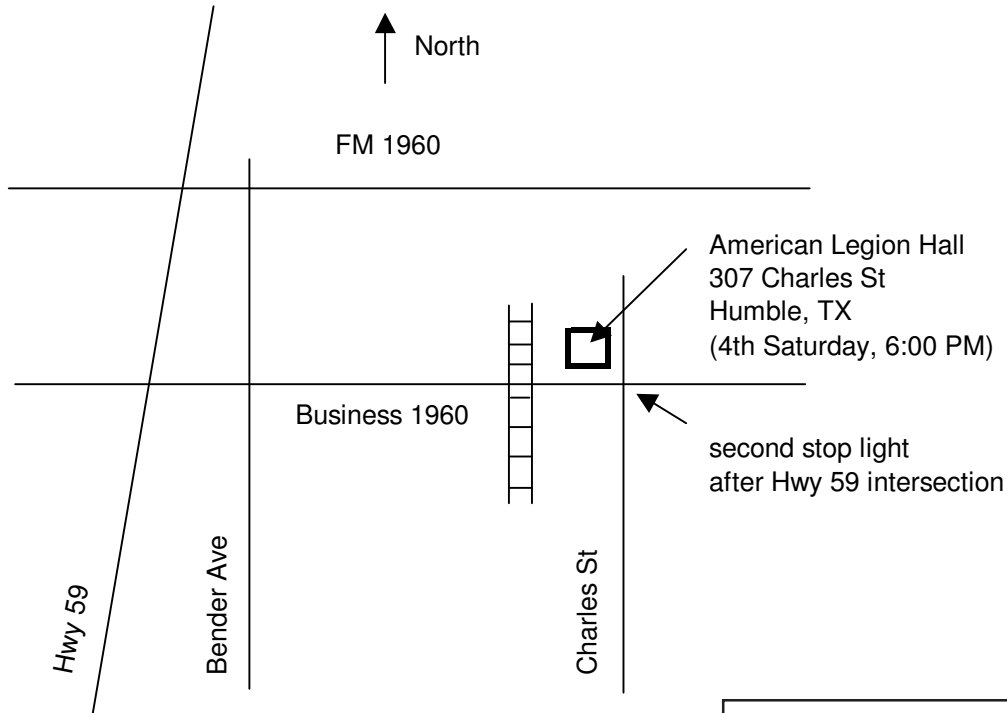 North
FM 1960
American Legion Hall
307 Charles St
Humble, TX
(4th Saturday, 6:00 PM)
Business 1960
second stop light
after Hwy 59 intersection
Hwy 59
Bender Ave
Charles St